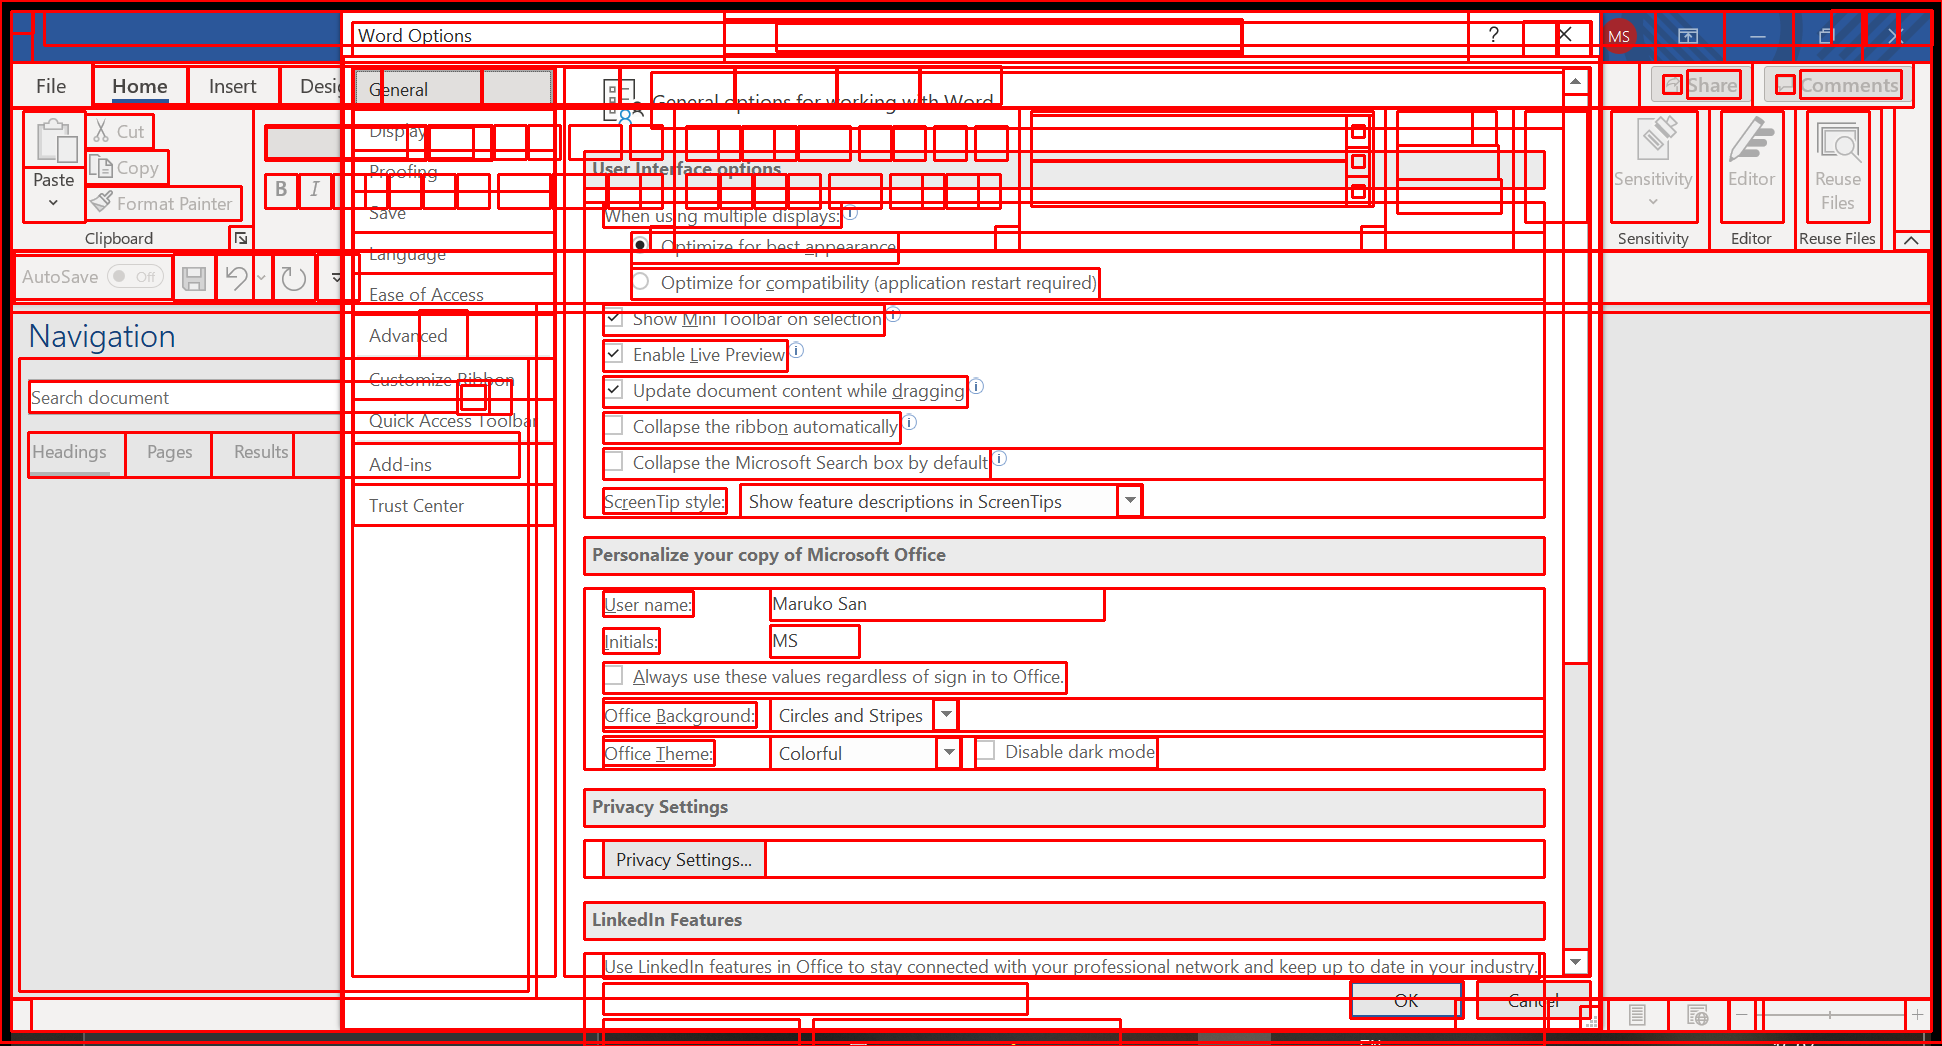 Word Options
?
MS
File
Home
Insert
Desi
Share
Comments
Paste
Cut
Copy
Format Painter
Clipboard
B I
AutoSave Off
Navigation
Search document
Headings Pages Results
General
Display
Proofing
Save
Language
Ease of Access
Advanced
Customize Ribbon
Quick Access Toolbar
Add-ins
Trust Center
General options for working with Word
User Interface options
When using multiple displays:
Optimize for best appearance
Optimize for compatibility (application restart required)
Show Mini Toolbar on selection
Enable Live Preview
Update document content while dragging
Collapse the ribbon automatically
Collapse the Microsoft Search box by default
ScreenTip style: Show feature descriptions in ScreenTips
Personalize your copy of Microsoft Office
User name: Maruko San
Initials: MS
Always use these values regardless of sign in to Office.
Office Background: Circles and Stripes
Office Theme: Colorful Disable dark mode
Privacy Settings
Privacy Settings...
LinkedIn Features
Use LinkedIn features in Office to stay connected with your professional network and keep up to date in your industry.
OK Cancel
Sensitivity
Sensitivity
Editor
Editor
Reuse
Files
Reuse Files